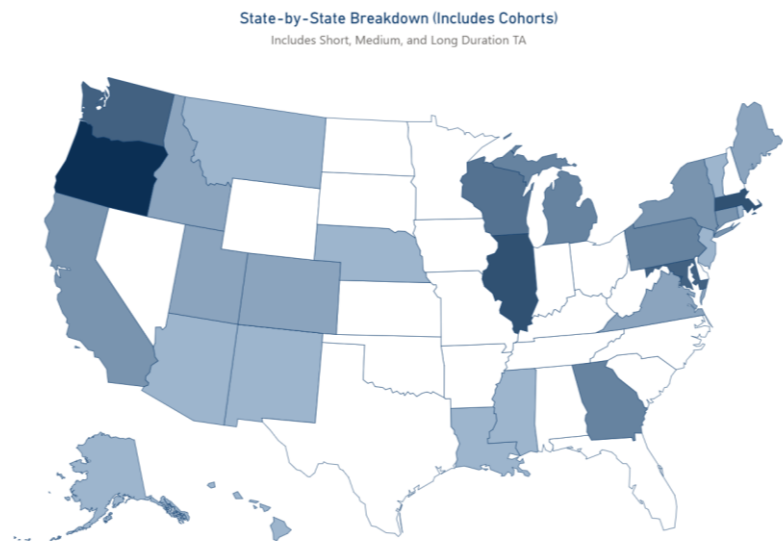 State-by-State Breakdown (Includes Cohorts)
Includes Short, Medium, and Long Duration TA